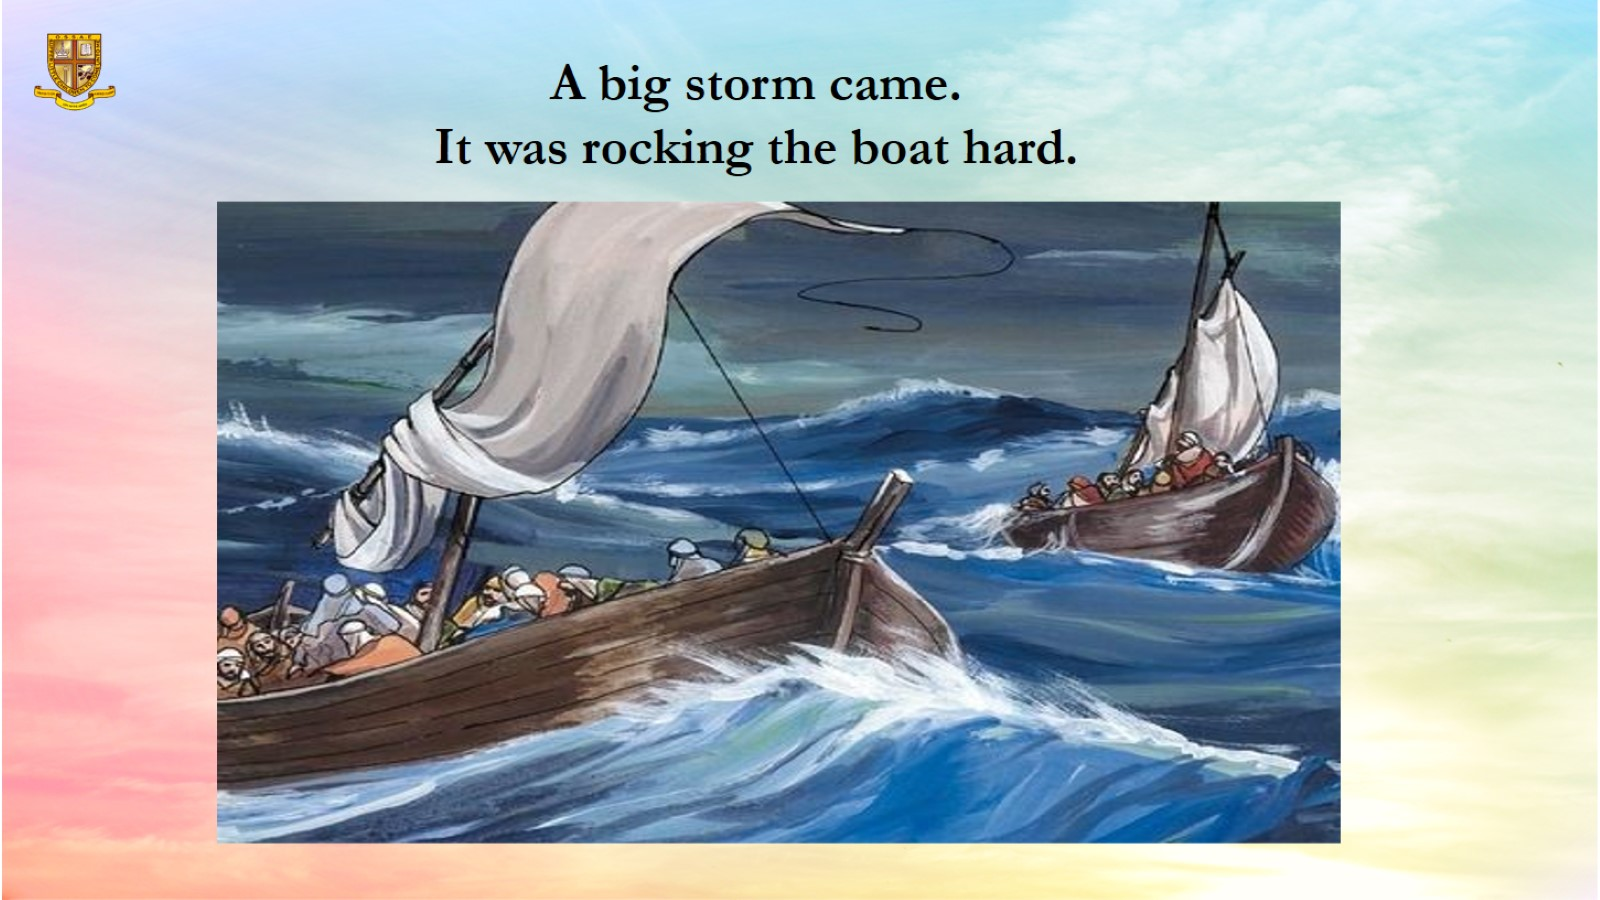 A big storm came.
It was rocking the boat hard.